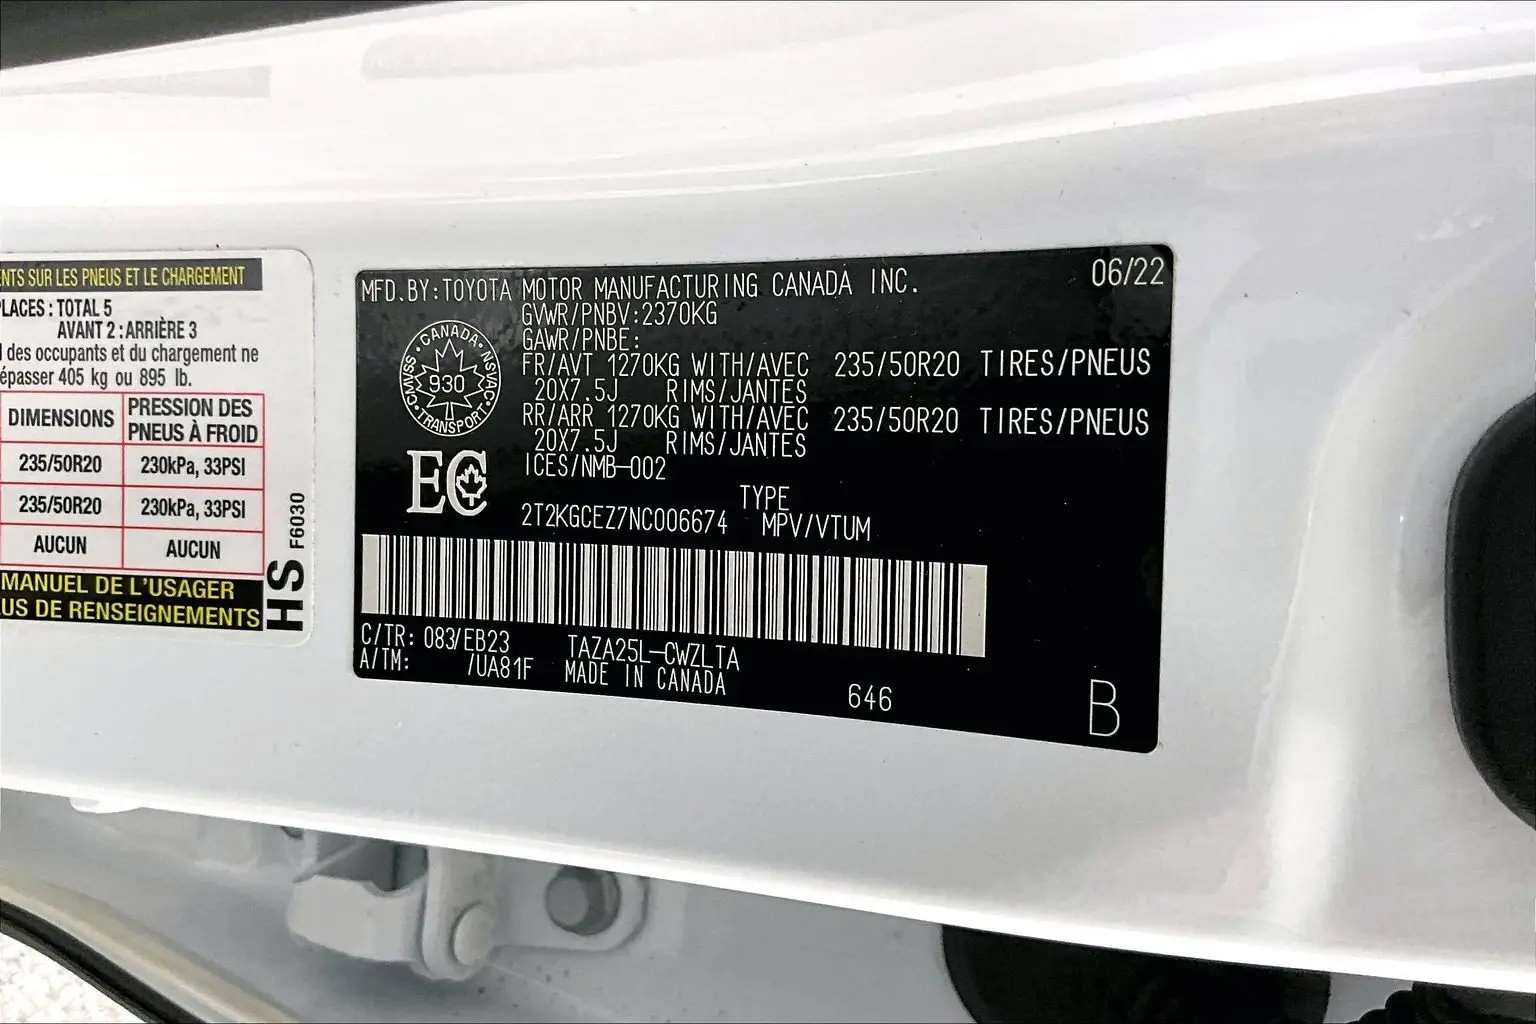 ENTS SUR LES PNEUS ET LE CHARGEMENT
PLACES : TOTAL 5
AVANT 2 : ARRIÈRE 3
des occupants et du chargement ne
épasser 405 kg ou 895 lb.
DIMENSIONS PRESSION DES PNEUS À FROID
235/50R20 230kPa, 33PSI
235/50R20 230kPa, 33PSI
AUCUN AUCUN
MANUEL DE L'USAGER
US DE RENSEIGNEMENTS
HS F6030
MFD.BY:TOYOTA MOTOR MANUFACTURING CANADA INC. 06/22
GVWR/PNBV:2370KG
GAWR/PNBE:
FR/AVT 1270KG WITH/AVEC 235/50R20 TIRES/PNEUS
20X7.5J RIMS/JANTES
RR/ARR 1270KG WITH/AVEC 235/50R20 TIRES/PNEUS
20X7.5J RIMS/JANTES
ICES/NMB-002
CANADA · NSVAC · TRANSPORT · CMVSS
930
EC
TYPE
2T2KGCEZ7NC006674 MPV/VTUM
C/TR: 083/EB23 TAZA25L-CWZLTA
A/TM: /UA81F MADE IN CANADA
646
B